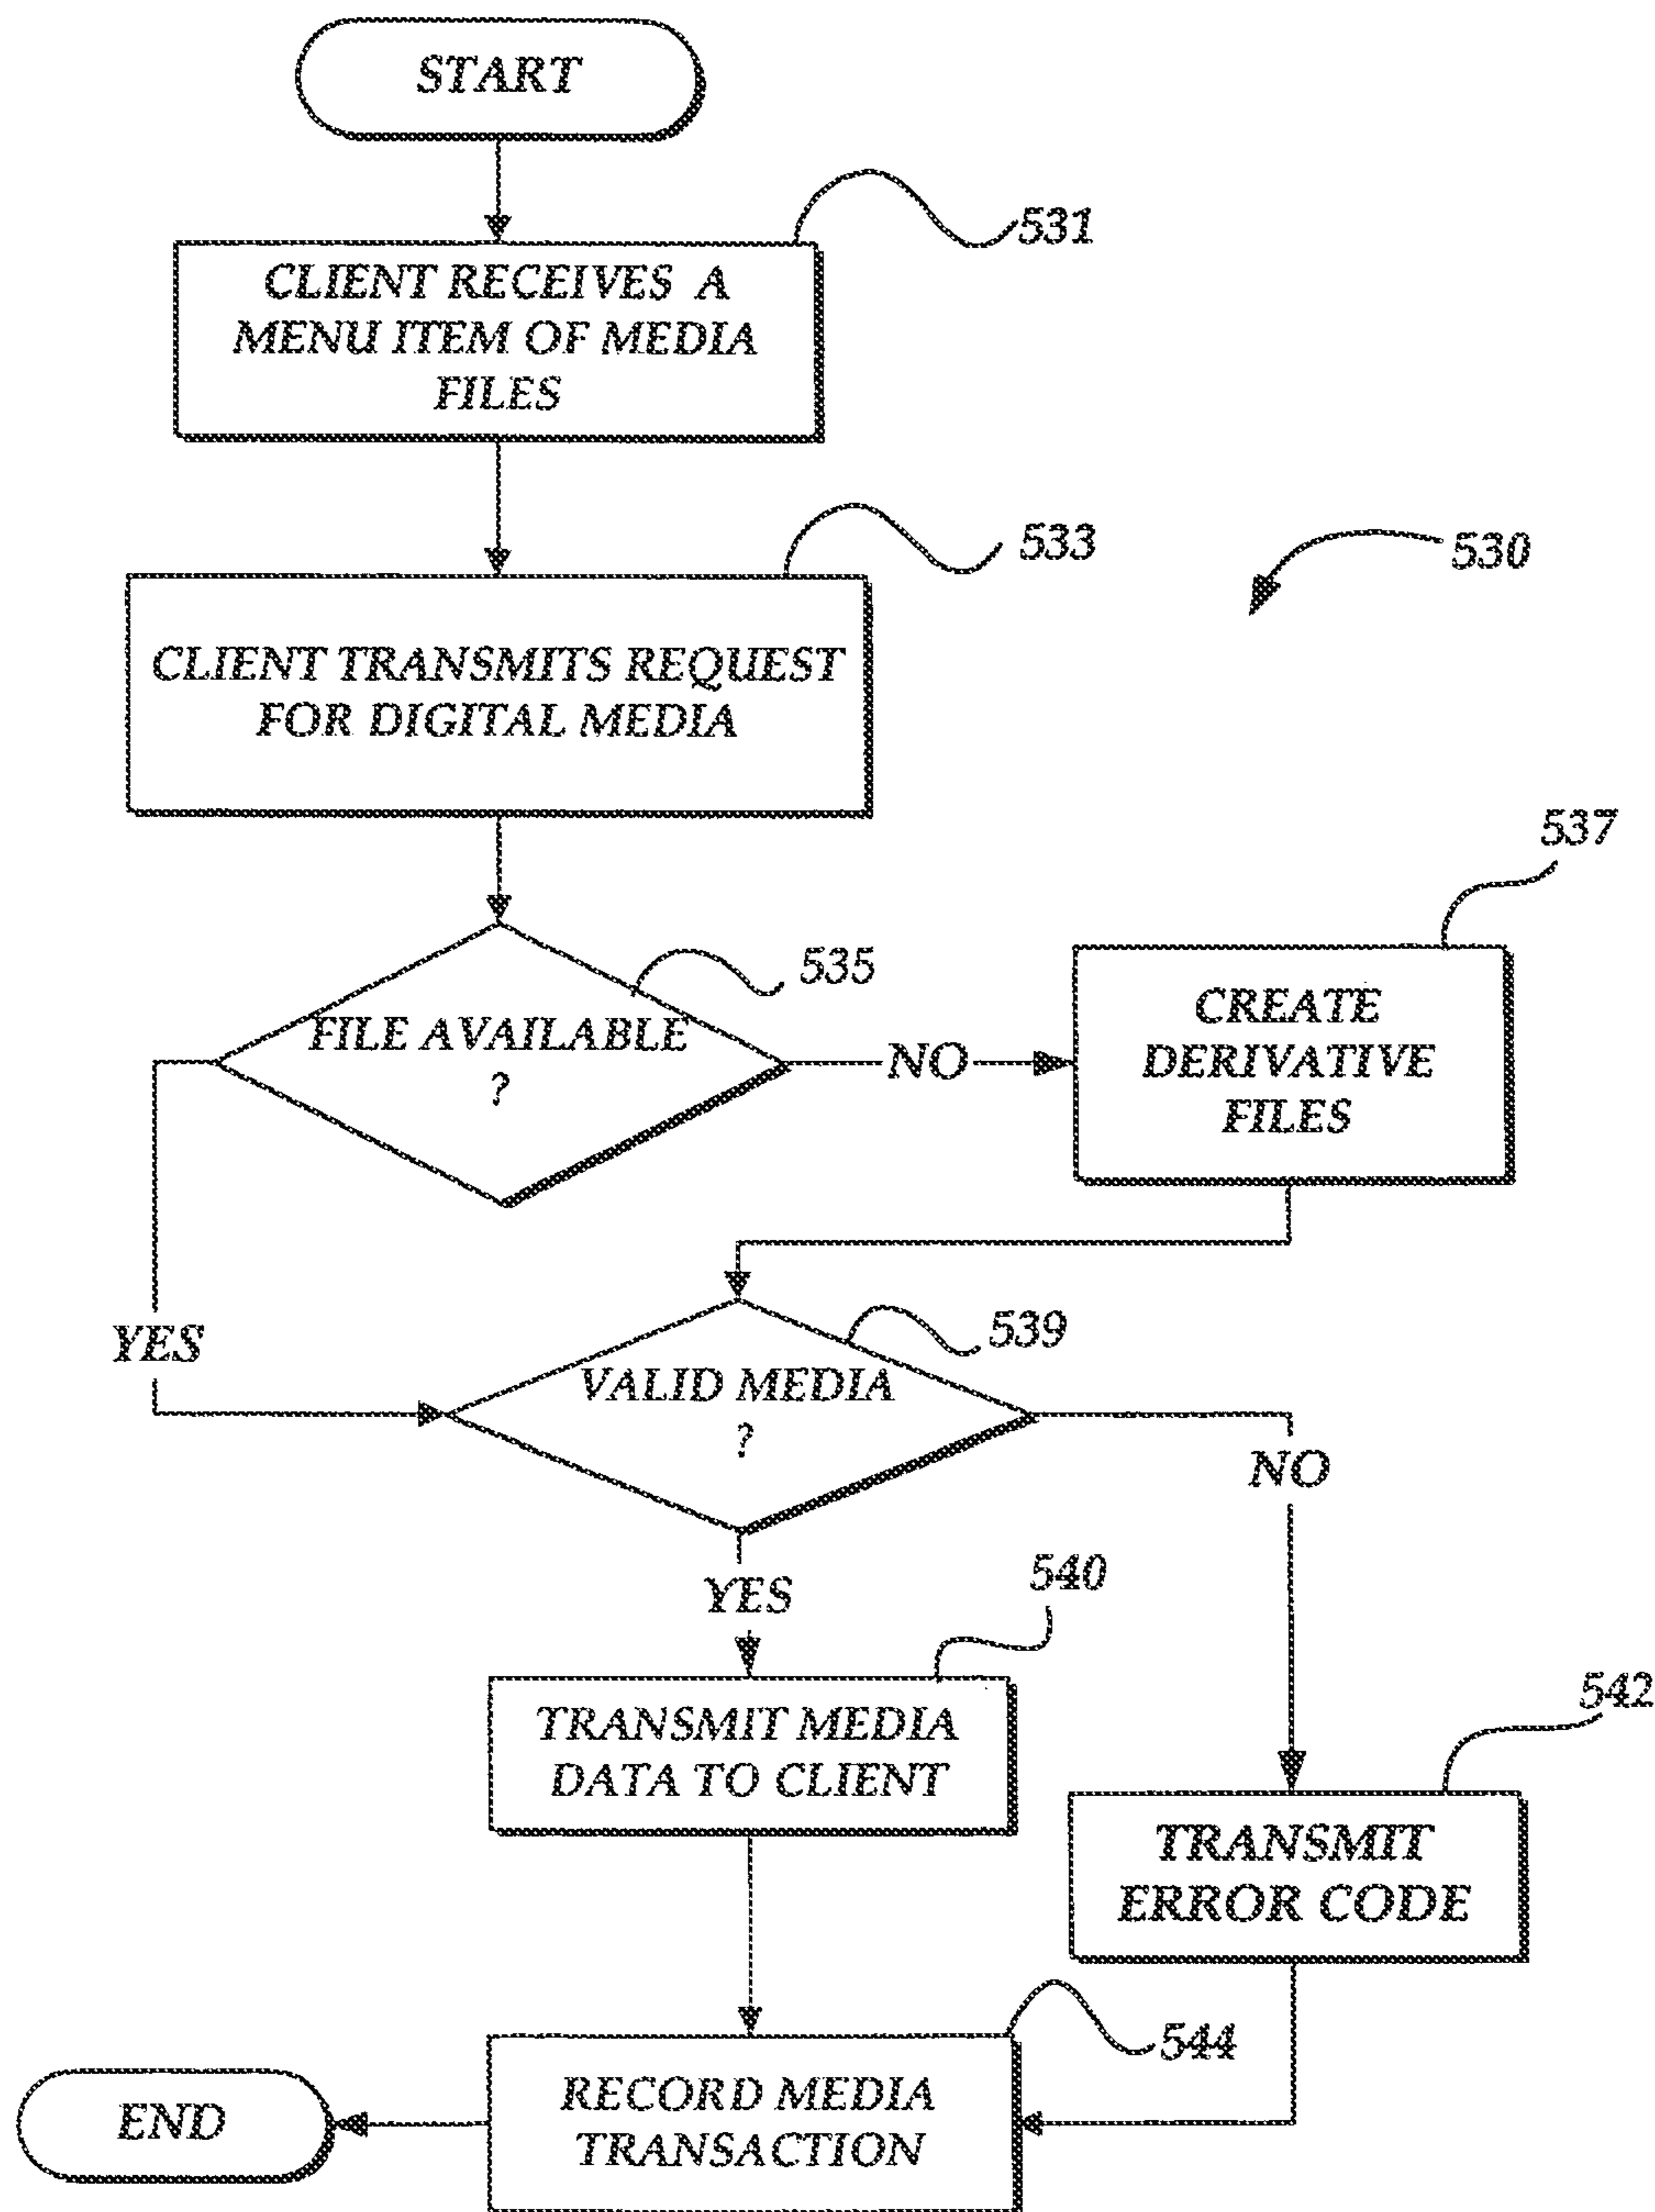 START
531
CLIENT RECEIVES A
MENU ITEM OF MEDIA
FILES
533
530
CLIENT TRANSMITS REQUEST
FOR DIGITAL MEDIA
537
535
FILE AVAILABLE
?
NO
CREATE
DERIVATIVE
FILES
YES
539
VALID MEDIA
?
NO
YES
540
TRANSMIT MEDIA
DATA TO CLIENT
542
TRANSMIT
ERROR CODE
544
RECORD MEDIA
TRANSACTION
END